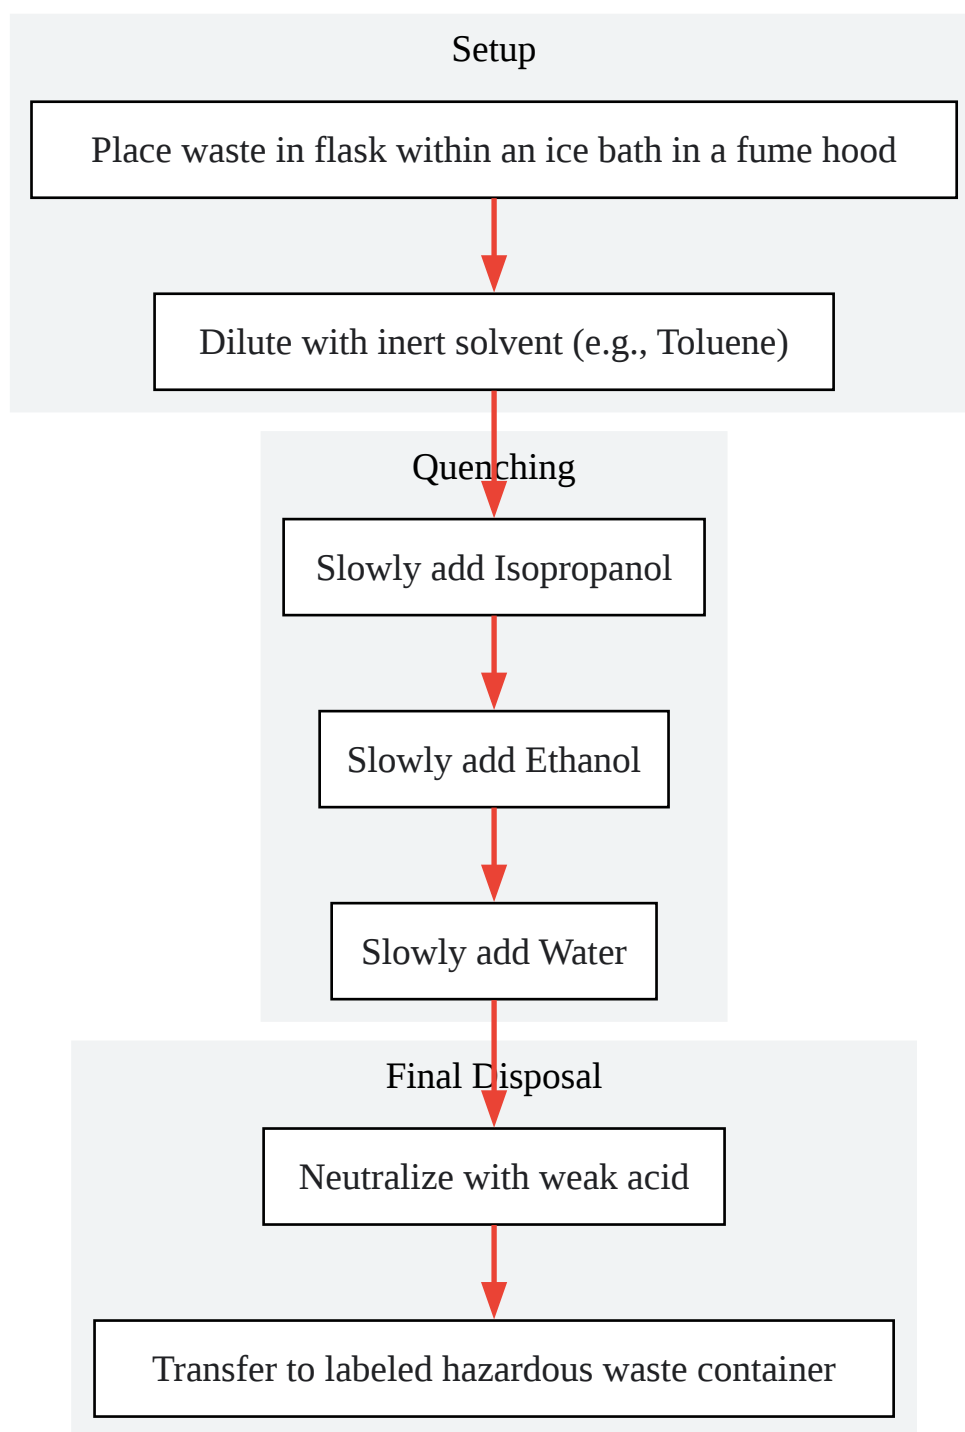 Setup
Place waste in flask within an ice bath in a fume hood
Dilute with inert solvent (e.g., Toluene)
Quenching
Slowly add Isopropanol
Slowly add Ethanol
Slowly add Water
Final Disposal
Neutralize with weak acid
Transfer to labeled hazardous waste container